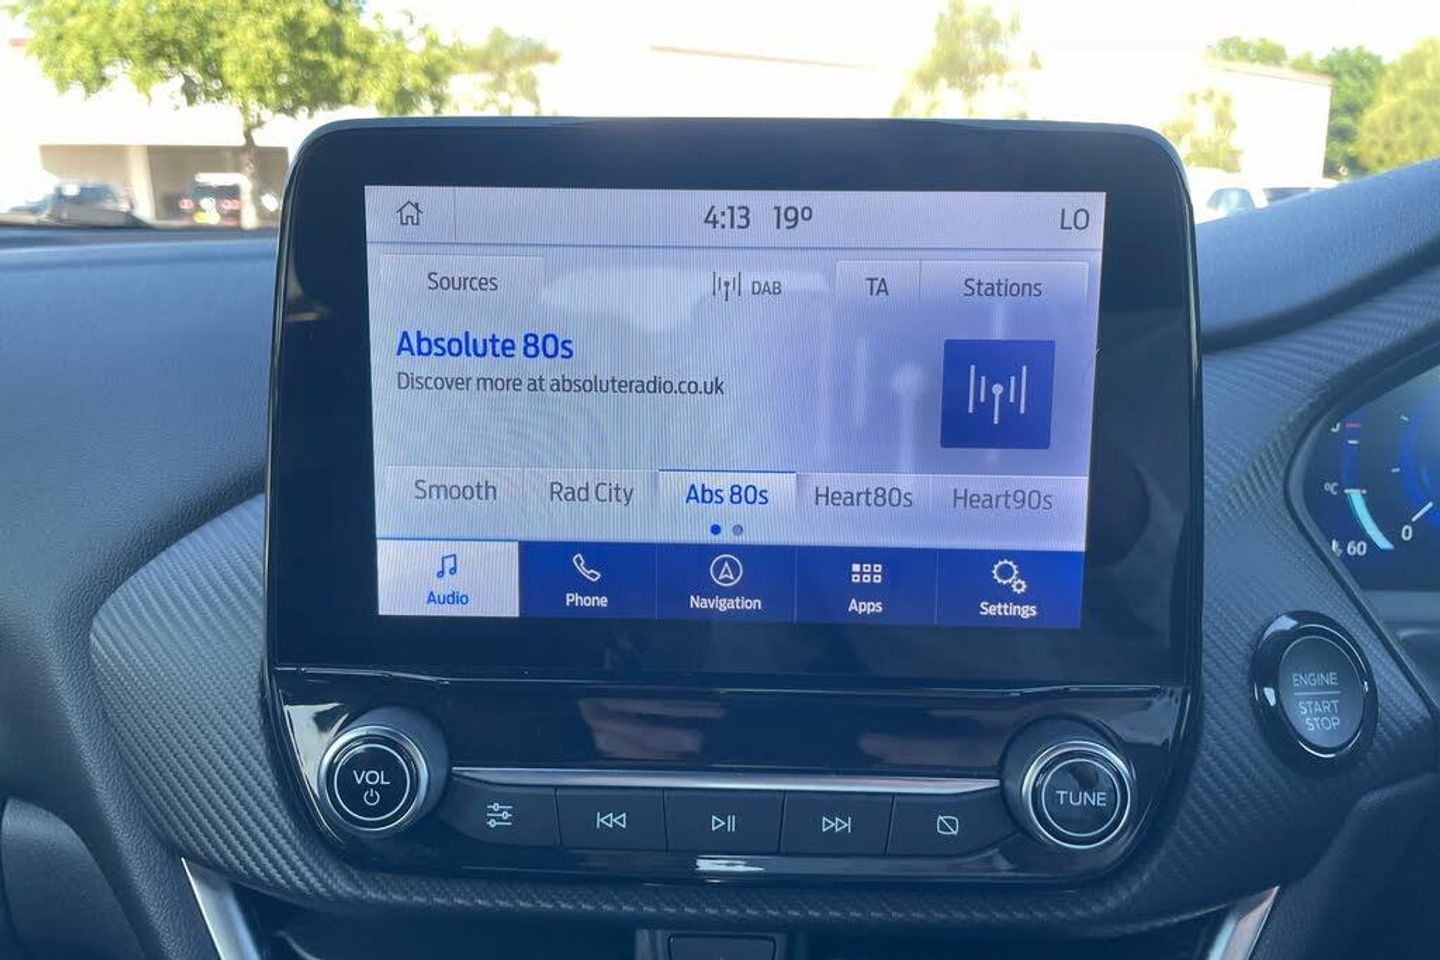 4:13 19º LO
Sources DAB TA Stations
Absolute 80s
Discover more at absoluteradio.co.uk
Smooth Rad City Abs 80s Heart80s Heart90s
Audio Phone Navigation Apps Settings
VOL
TUNE
ENGINE
START
STOP
ºC
60
0